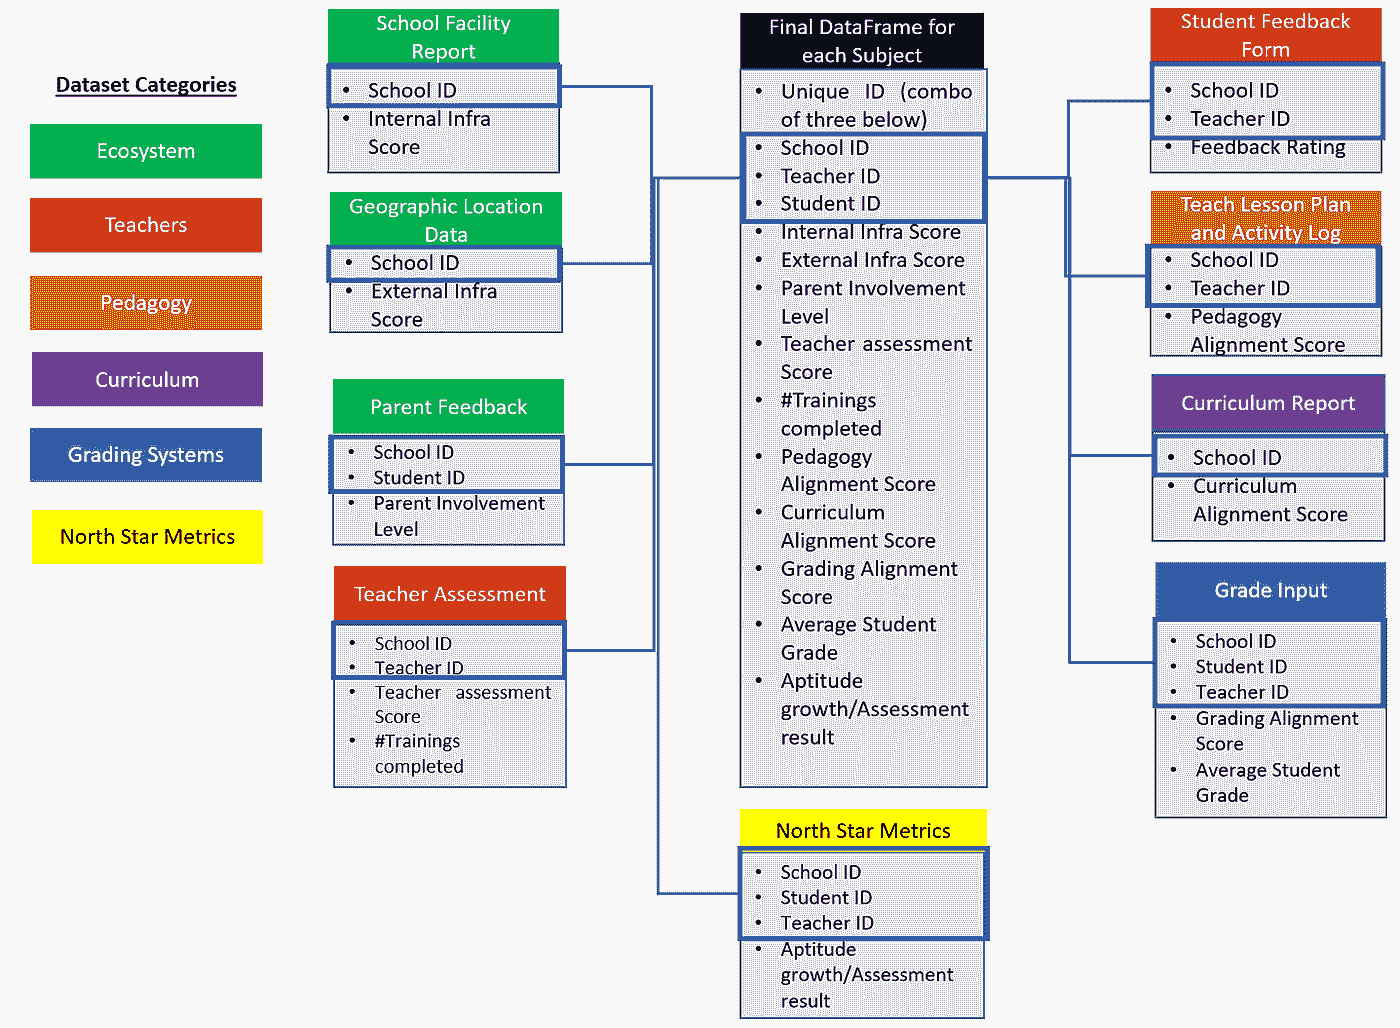 Dataset Categories
Ecosystem
Teachers
Pedagogy
Curriculum
Grading Systems
North Star Metrics
School Facility
Report
• School ID
• Internal Infra
Score
Geographic Location
Data
• School ID
• External Infra
Score
Parent Feedback
• School ID
• Student ID
• Parent Involvement
Level
Teacher Assessment
• School ID
• Teacher ID
• Teacher assessment
Score
• #Trainings
completed
Final DataFrame for
each Subject
• Unique ID (combo
of three below)
• School ID
• Teacher ID
• Student ID
• Internal Infra Score
• External Infra Score
• Parent Involvement
Level
• Teacher assessment
Score
• #Trainings
completed
• Pedagogy
Alignment Score
• Curriculum
Alignment Score
• Grading Alignment
Score
• Average Student
Grade
• Aptitude
growth/Assessment
result
North Star Metrics
• School ID
• Student ID
• Teacher ID
• Aptitude
growth/Assessment
result
Student Feedback
Form
• School ID
• Teacher ID
• Feedback Rating
Teach Lesson Plan
and Activity Log
• School ID
• Teacher ID
• Pedagogy
Alignment Score
Curriculum Report
• School ID
• Curriculum
Alignment Score
Grade Input
• School ID
• Student ID
• Teacher ID
• Grading Alignment
Score
• Average Student
Grade